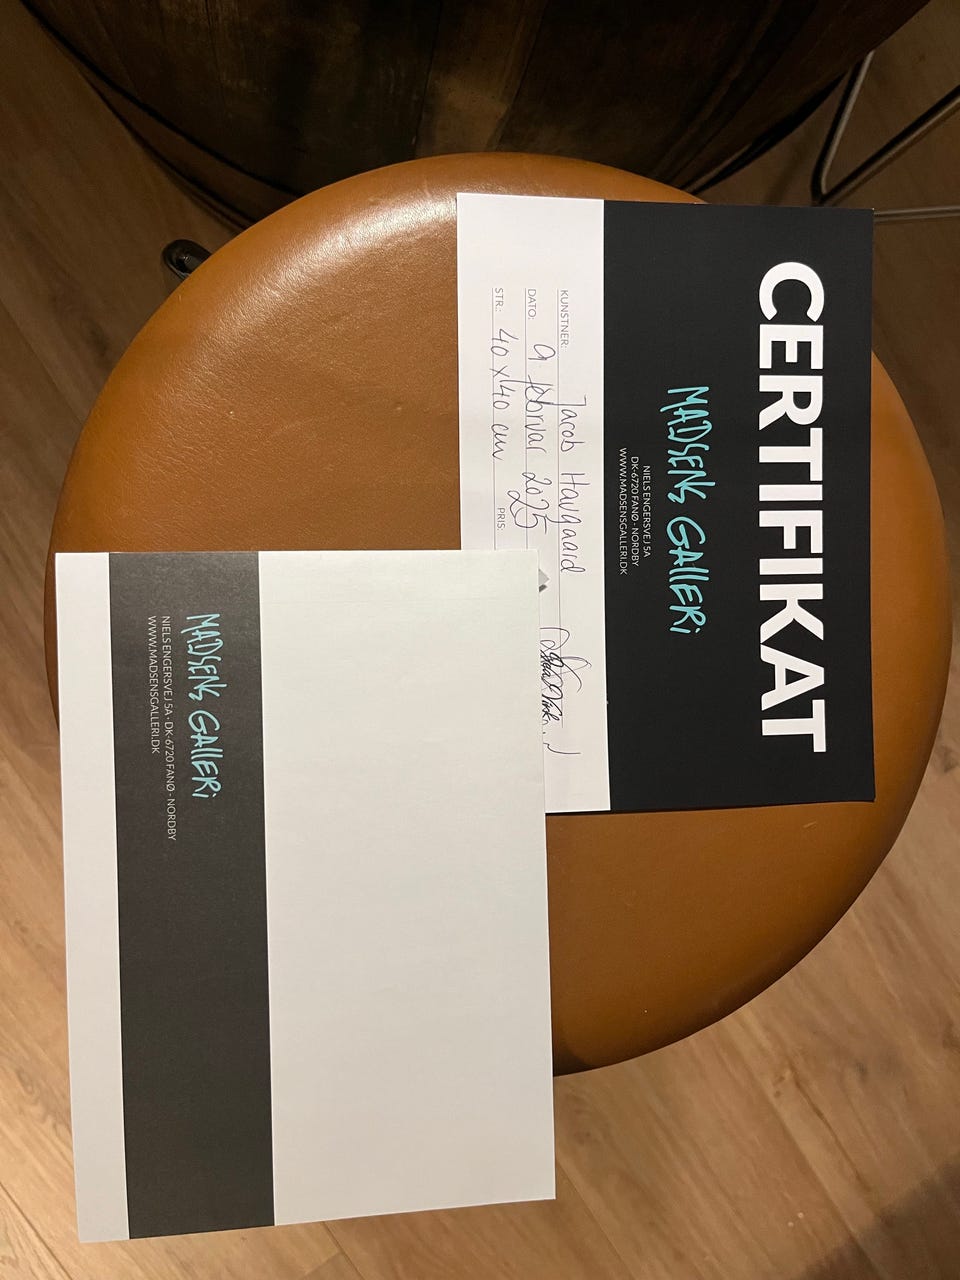 CERTIFIKAT
MADSENS GALLERi
NIELS ENGERSVEJ 5A
DK-6720 FANØ - NORDBY
WWW.MADSENSGALLERI.DK
KUNSTNER: Jacob Havgaard
DATO: 9 februar 2025
STR.: 40 x 40 cm PRIS:
MADSENS GALLERi
NIELS ENGERSVEJ 5A - DK-6720 FANØ - NORDBY
WWW.MADSENSGALLERI.DK